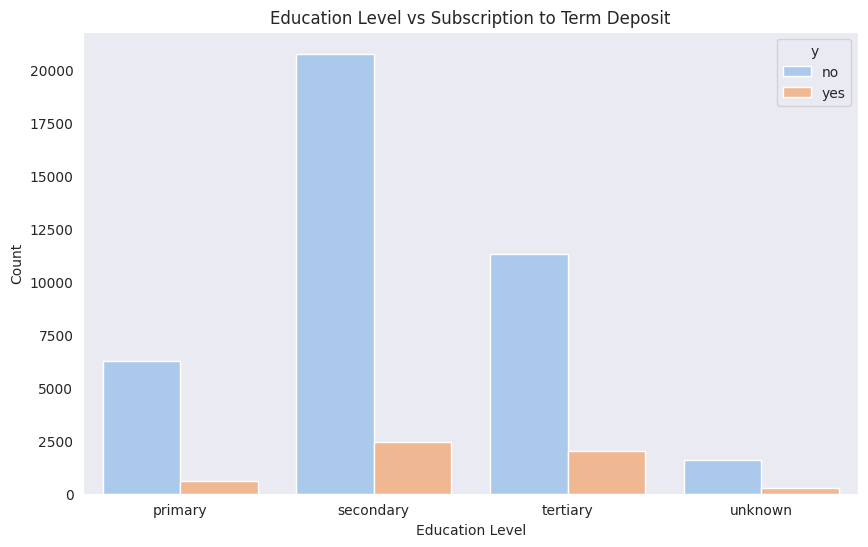 Education Level vs Subscription to Term Deposit
y
no
yes
20000
17500
15000
12500
10000
7500
5000
2500
0
Count
primary secondary tertiary unknown
Education Level